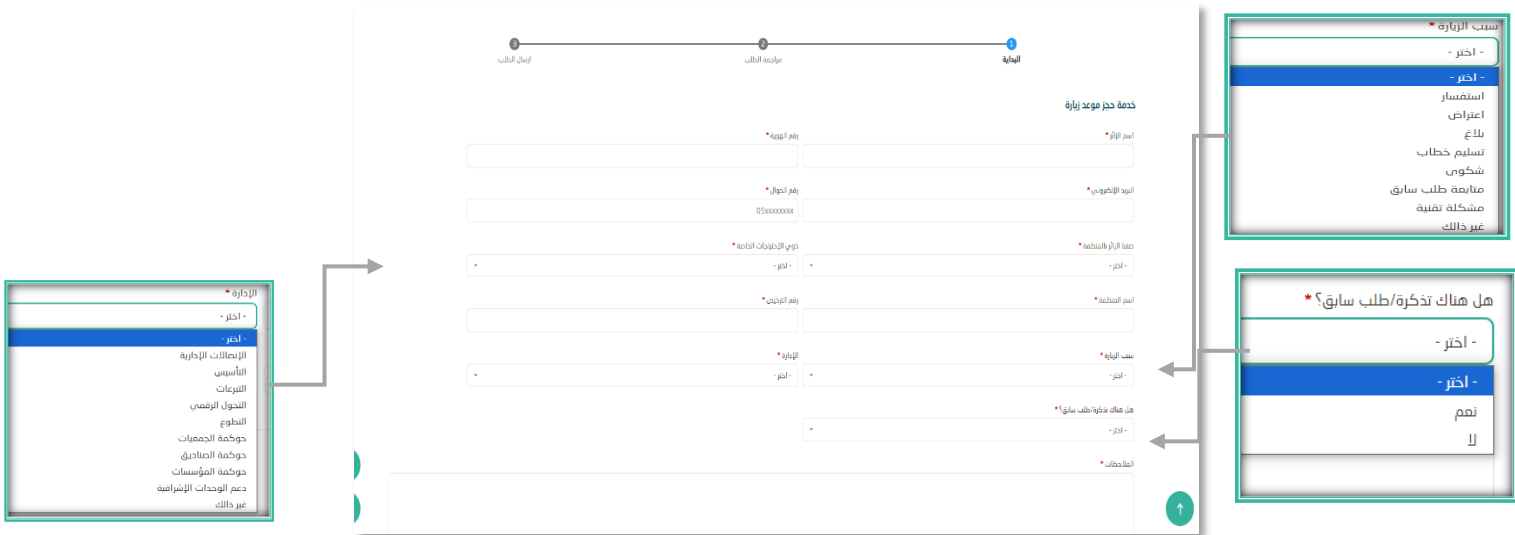 1
2
3
البداية
مراجعة الطلب
ارسال الطلب
خدمة حجز موعد زيارة
اسم الزائر *
رقم الهوية *
البريد الإلكتروني *
رقم الجوال *
05xxxxxxxx
صفة الزائر بالمنظمة *
ذوي الإحتياجات الخاصة *
- اختر -
- اختر -
اسم المنظمة *
رقم الترخيص *
سبب الزيارة *
الإدارة *
- اختر -
- اختر -
هل هناك تذكرة/طلب سابق؟ *
- اختر -
الملاحظات *
سبب الزيارة *
- اختر -
- اختر -
استفسار
اعتراض
بلاغ
تسليم خطاب
شكوى
متابعة طلب سابق
مشكلة تقنية
غير ذالك
هل هناك تذكرة/طلب سابق؟ *
- اختر -
- اختر -
نعم
لا
الإدارة *
- اختر -
- اختر -
الإتصالات الإدارية
التأسيس
التبرعات
التحول الرقمي
التطوع
حوكمة الجمعيات
حوكمة الصناديق
حوكمة المؤسسات
دعم الوحدات الإشرافية
غير ذالك